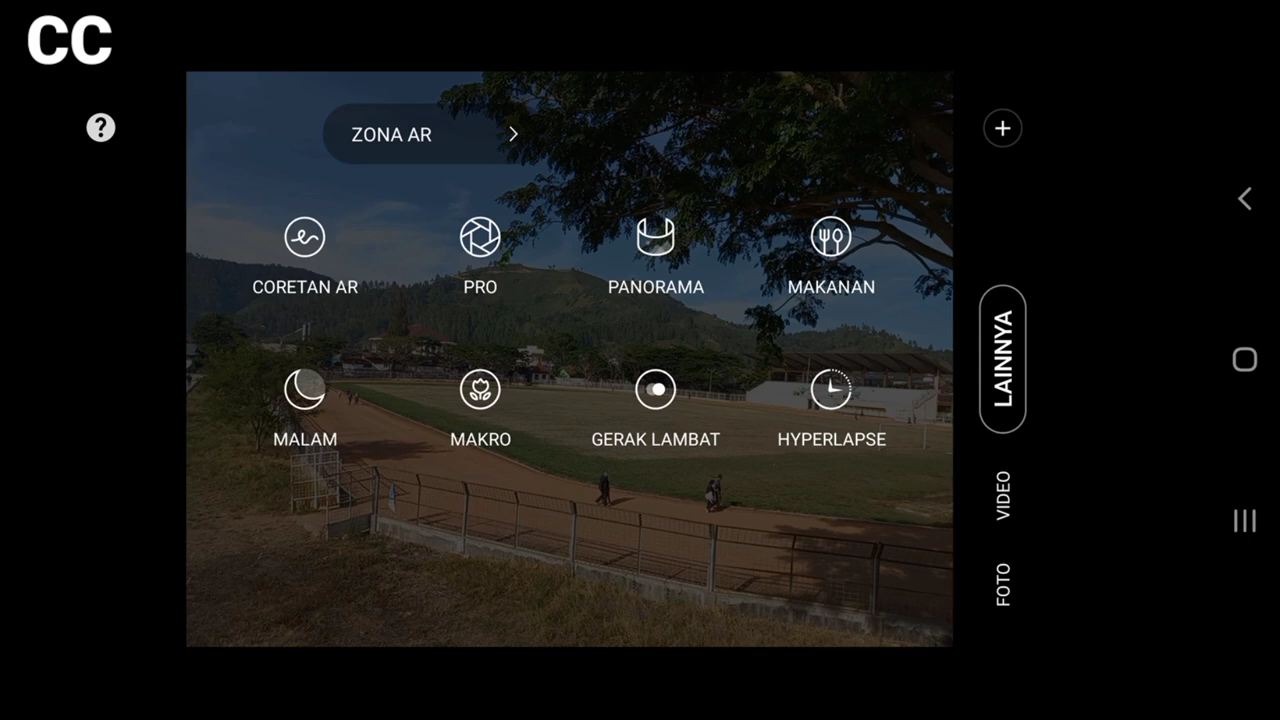 CC
?
ZONA AR
CORETAN AR
PRO
PANORAMA
MAKANAN
MALAM
MAKRO
GERAK LAMBAT
HYPERLAPSE
LAINNYA
VIDEO
FOTO